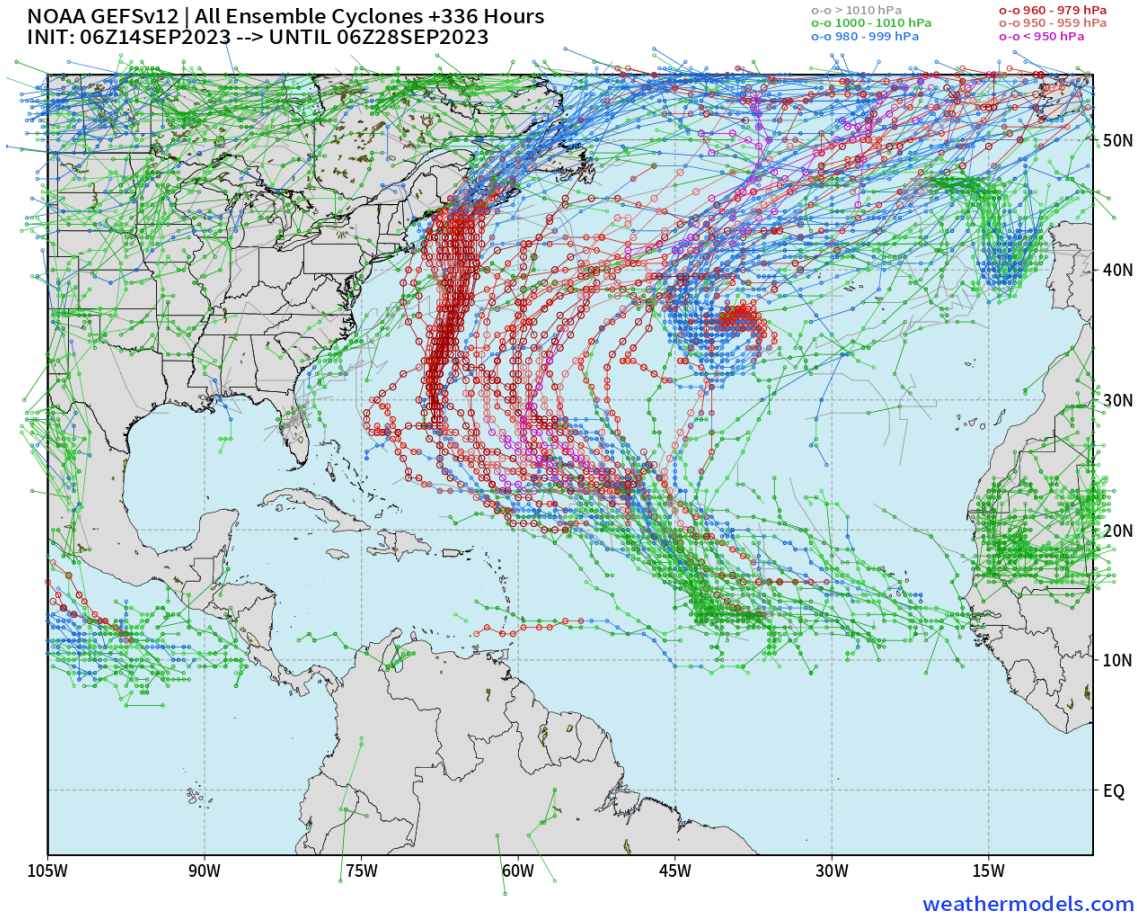 NOAA GEFSv12 | All Ensemble Cyclones +336 Hours
INIT: 06Z14SEP2023 --> UNTIL 06Z28SEP2023
o-o > 1010 hPa
o-o 1000 - 1010 hPa
o-o 980 - 999 hPa
o-o 960 - 979 hPa
o-o 950 - 959 hPa
o-o < 950 hPa
50N
40N
30N
20N
10N
EQ
105W 90W 75W 60W 45W 30W 15W
weathermodels.com